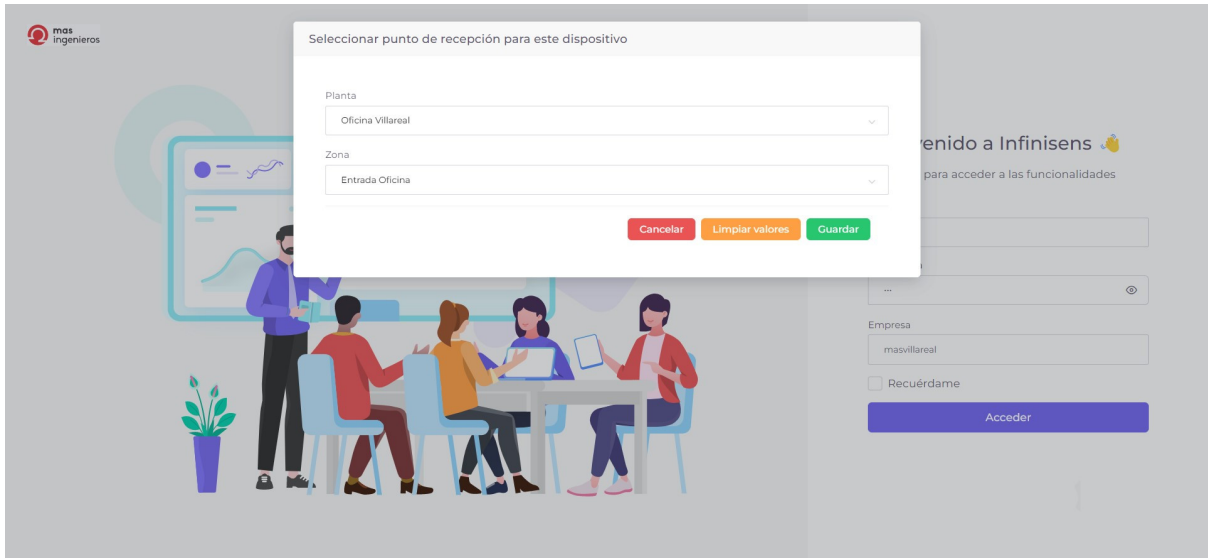 mas
ingenieros
Seleccionar punto de recepción para este dispositivo
Planta
Oficina Villareal
Zona
Entrada Oficina
Cancelar
Limpiar valores
Guardar
venido a Infinisens
para acceder a las funcionalidades
Empresa
masvillareal
Recuérdame
Acceder